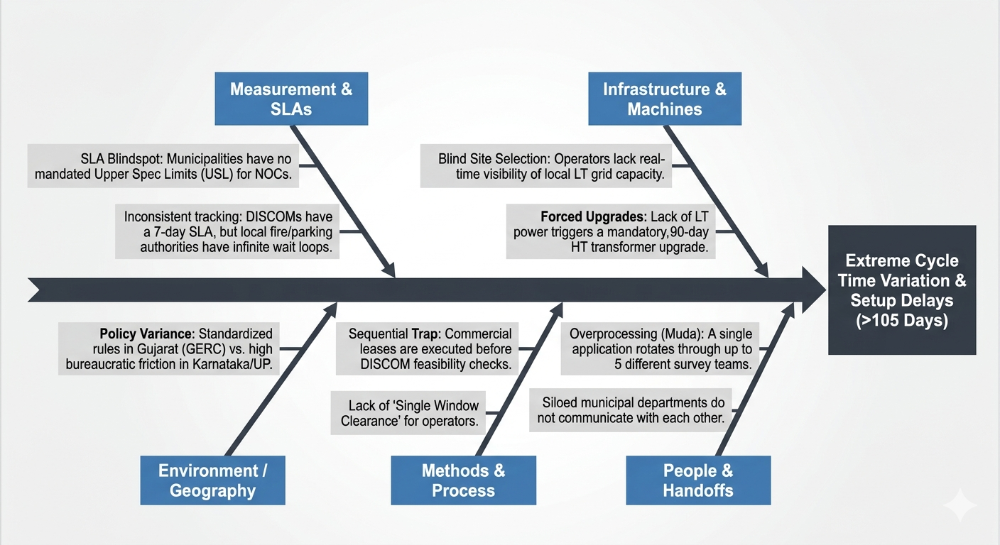 Measurement &
SLAs
Infrastructure &
Machines
SLA Blindspot: Municipalities have no
mandated Upper Spec Limits (USL) for NOCs.
Inconsistent tracking: DISCOMs have
a 7-day SLA, but local fire/parking
authorities have infinite wait loops.
Blind Site Selection: Operators lack real-
time visibility of local LT grid capacity.
Forced Upgrades: Lack of LT
power triggers a mandatory,90-day
HT transformer upgrade.
Extreme Cycle
Time Variation &
Setup Delays
(>105 Days)
Policy Variance: Standardized
rules in Gujarat (GERC) vs. high
bureaucratic friction in Karnataka/UP.
Sequential Trap: Commercial
leases are executed before
DISCOM feasibility checks.
Lack of 'Single Window
Clearance' for operators.
Overprocessing (Muda): A single
application rotates through up to
5 different survey teams.
Siloed municipal departments do
not communicate with each other.
Environment /
Geography
Methods &
Process
People &
Handoffs